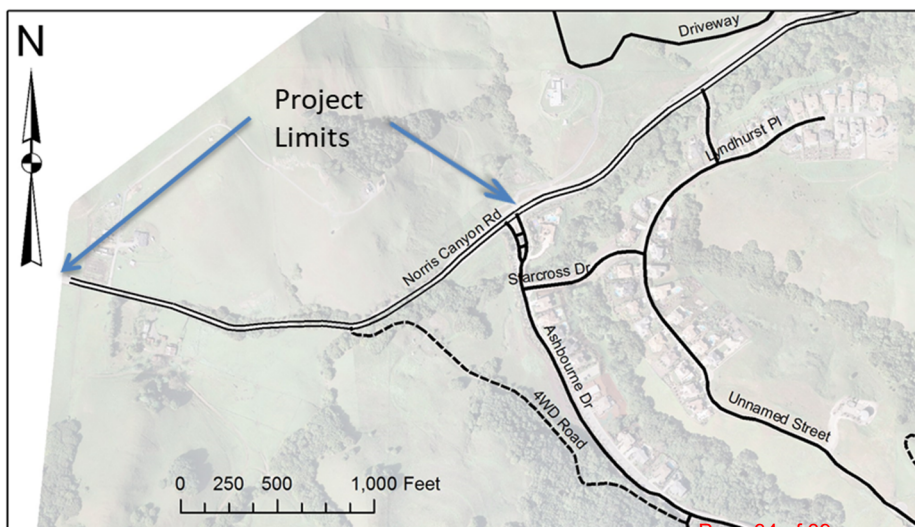 N
Driveway
Project
Limits
Lyndhurst Pl
Norris Canyon Rd
Starcross Dr
Ashbourne Dr
4WD Road
Unnamed Street
0 250 500 1,000 Feet